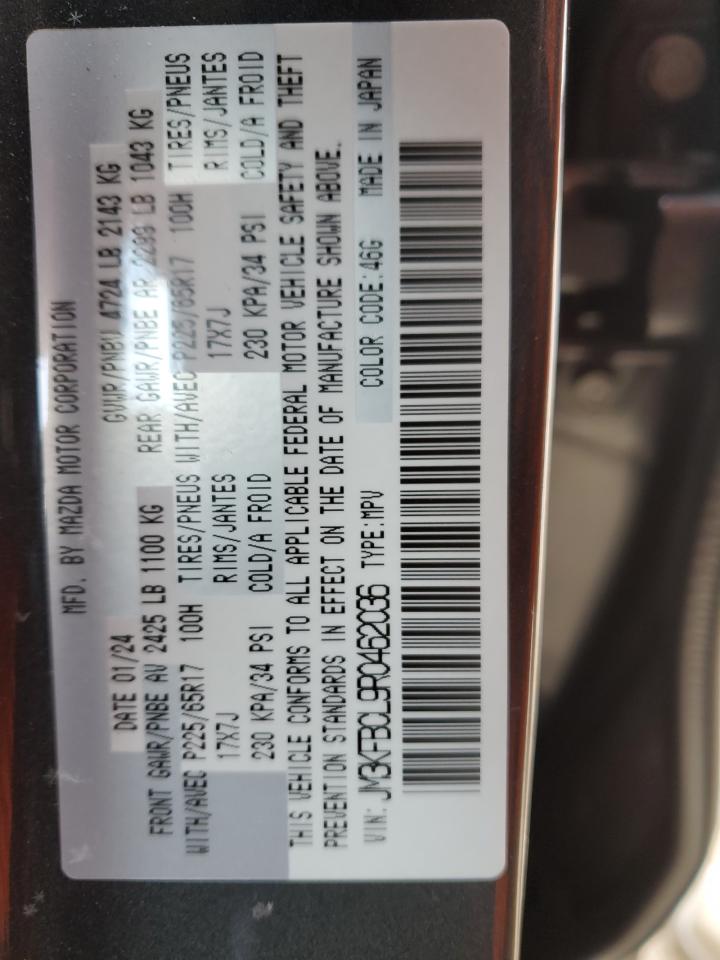 MFD. BY MAZDA MOTOR CORPORATION
DATE 01/24 GVWR/PNBV 4724 LB 2143 KG
FRONT GAWR/PNBE AV 2425 LB 1100 KG REAR GAWR/PNBE AR 2299 LB 1043 KG
WITH/AVEC P225/65R17 100H TIRES/PNEUS WITH/AVEC P225/65R17 100H TIRES/PNEUS
17X7J RIMS/JANTES 17X7J RIMS/JANTES
230 KPA/34 PSI COLD/A FROID 230 KPA/34 PSI COLD/A FROID
THIS VEHICLE CONFORMS TO ALL APPLICABLE FEDERAL MOTOR VEHICLE SAFETY AND THEFT
PREVENTION STANDARDS IN EFFECT ON THE DATE OF MANUFACTURE SHOWN ABOVE.
VIN: JM3KFBCL9R0462036 TYPE:MPV COLOR CODE:46G MADE IN JAPAN